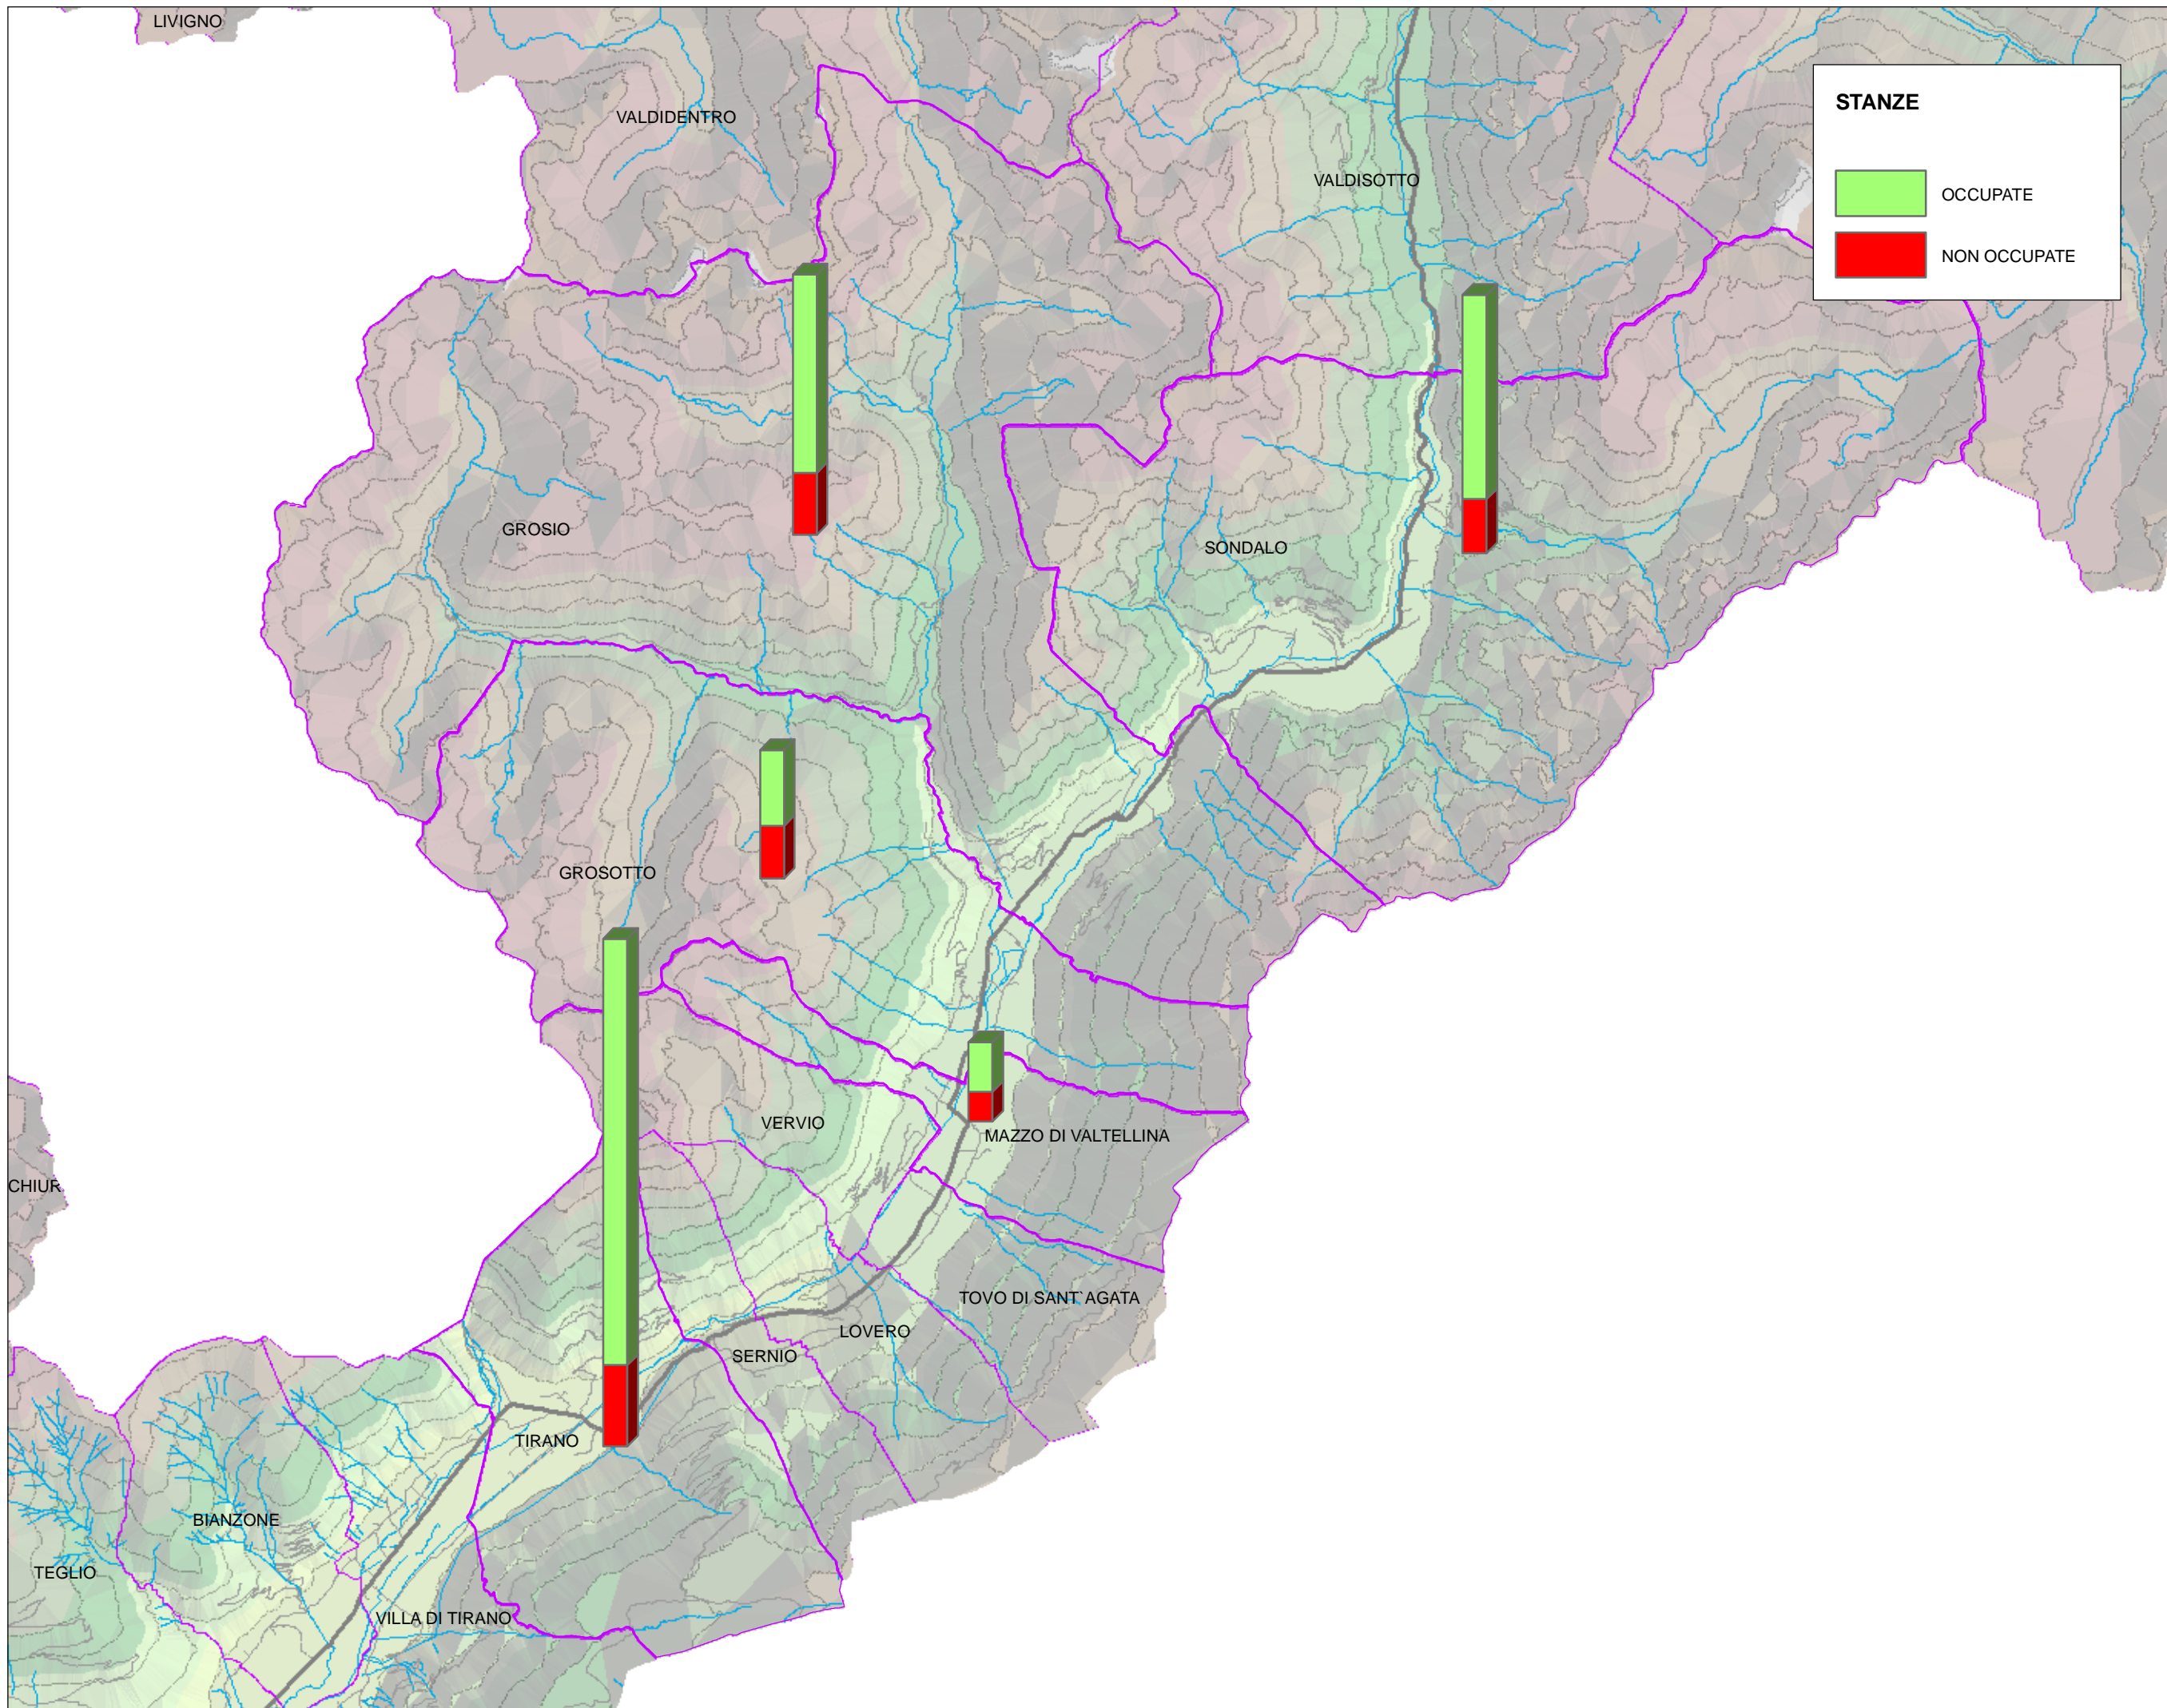 LIVIGNO
VALDIDENTRO
STANZE
VALDISOTTO
OCCUPATE
NON OCCUPATE
GROSIO
SONDALO
GROSOTTO
VERVIO
MAZZO DI VALTELLINA
CHIUR
TOVO DI SANT`AGATA
LOVERO
SERNIO
TIRANO
BIANZONE
TEGLIO
VILLA DI TIRANO